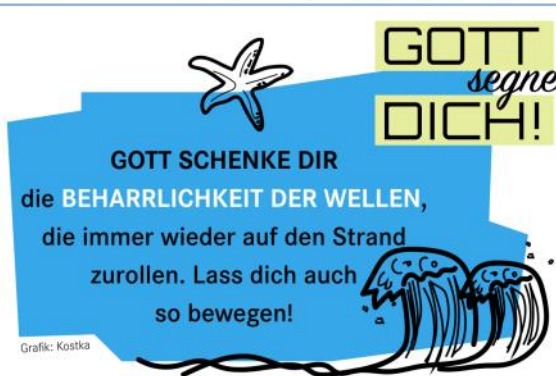 GOTT
segne
DICH!
GOTT SCHENKE DIR
die BEHARRLICHKEIT DER WELLEN,
die immer wieder auf den Strand
zurollen. Lass dich auch
so bewegen!
Grafik: Kostka